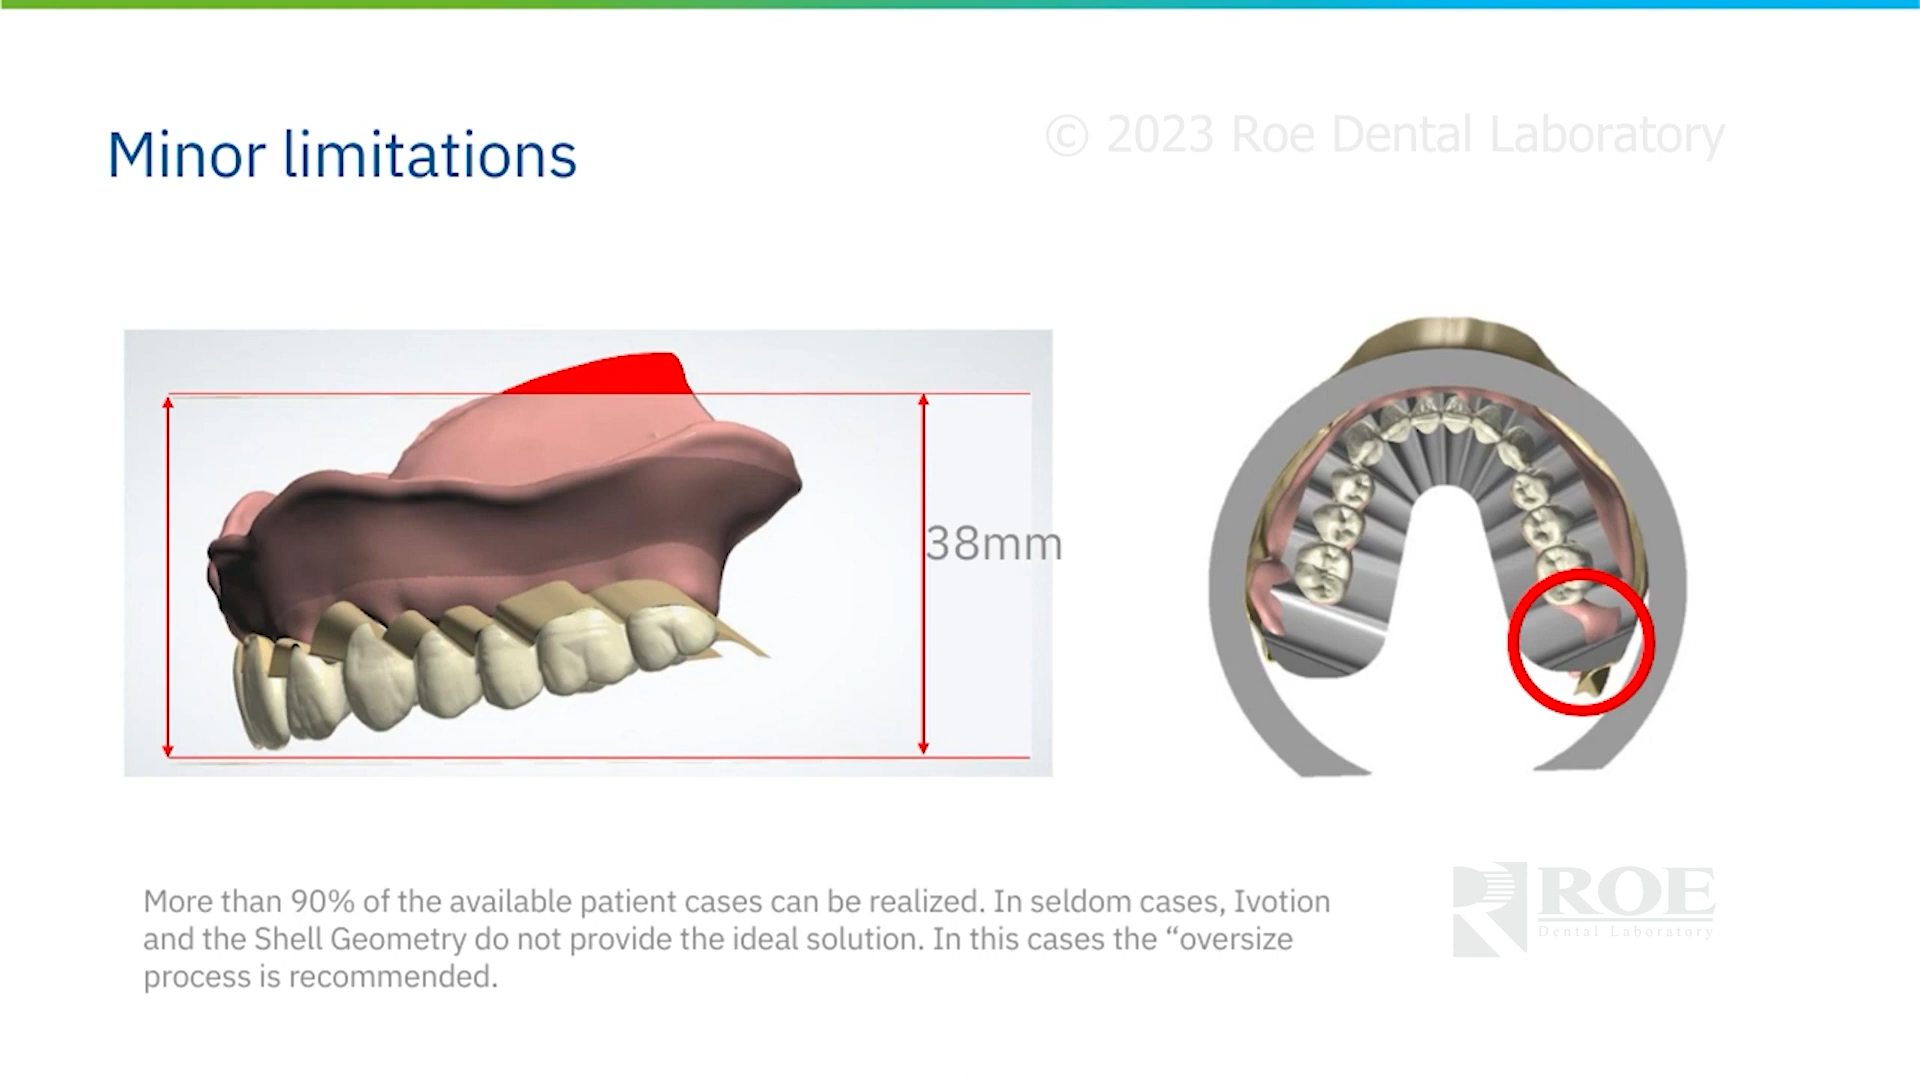 © 2023 Roe Dental Laboratory
Minor limitations
38mm
More than 90% of the available patient cases can be realized. In seldom cases, Ivotion
and the Shell Geometry do not provide the ideal solution. In this cases the “oversize
process is recommended.
ROE
Dental Laboratory